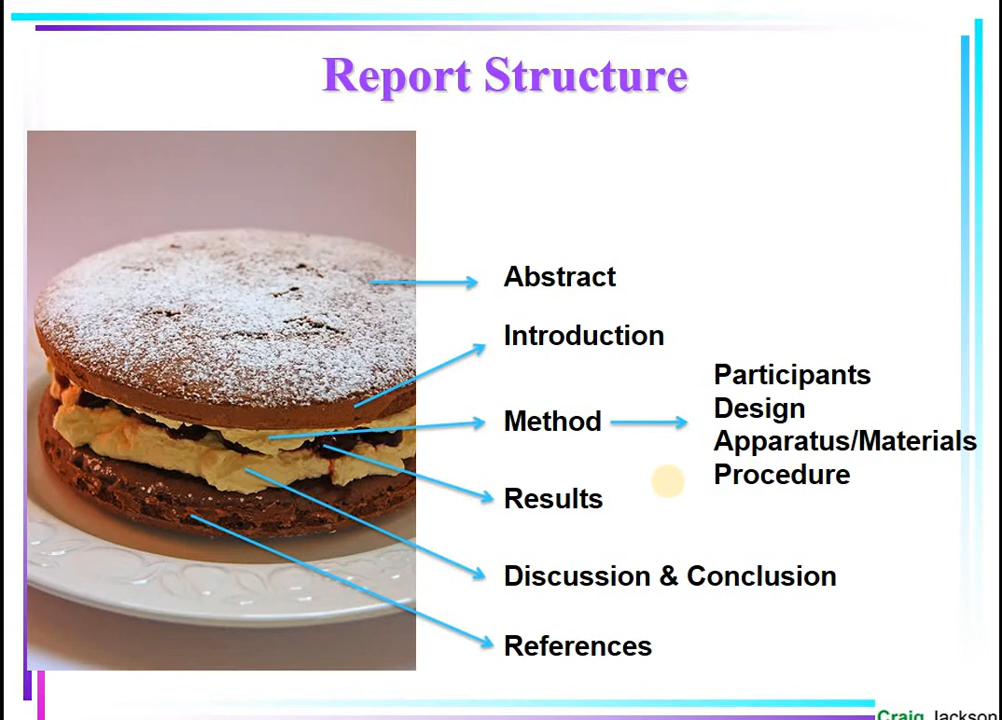 Report Structure
Abstract
Introduction
Method
Participants
Design
Apparatus/Materials
Procedure
Results
Discussion & Conclusion
References
Craig Jackson